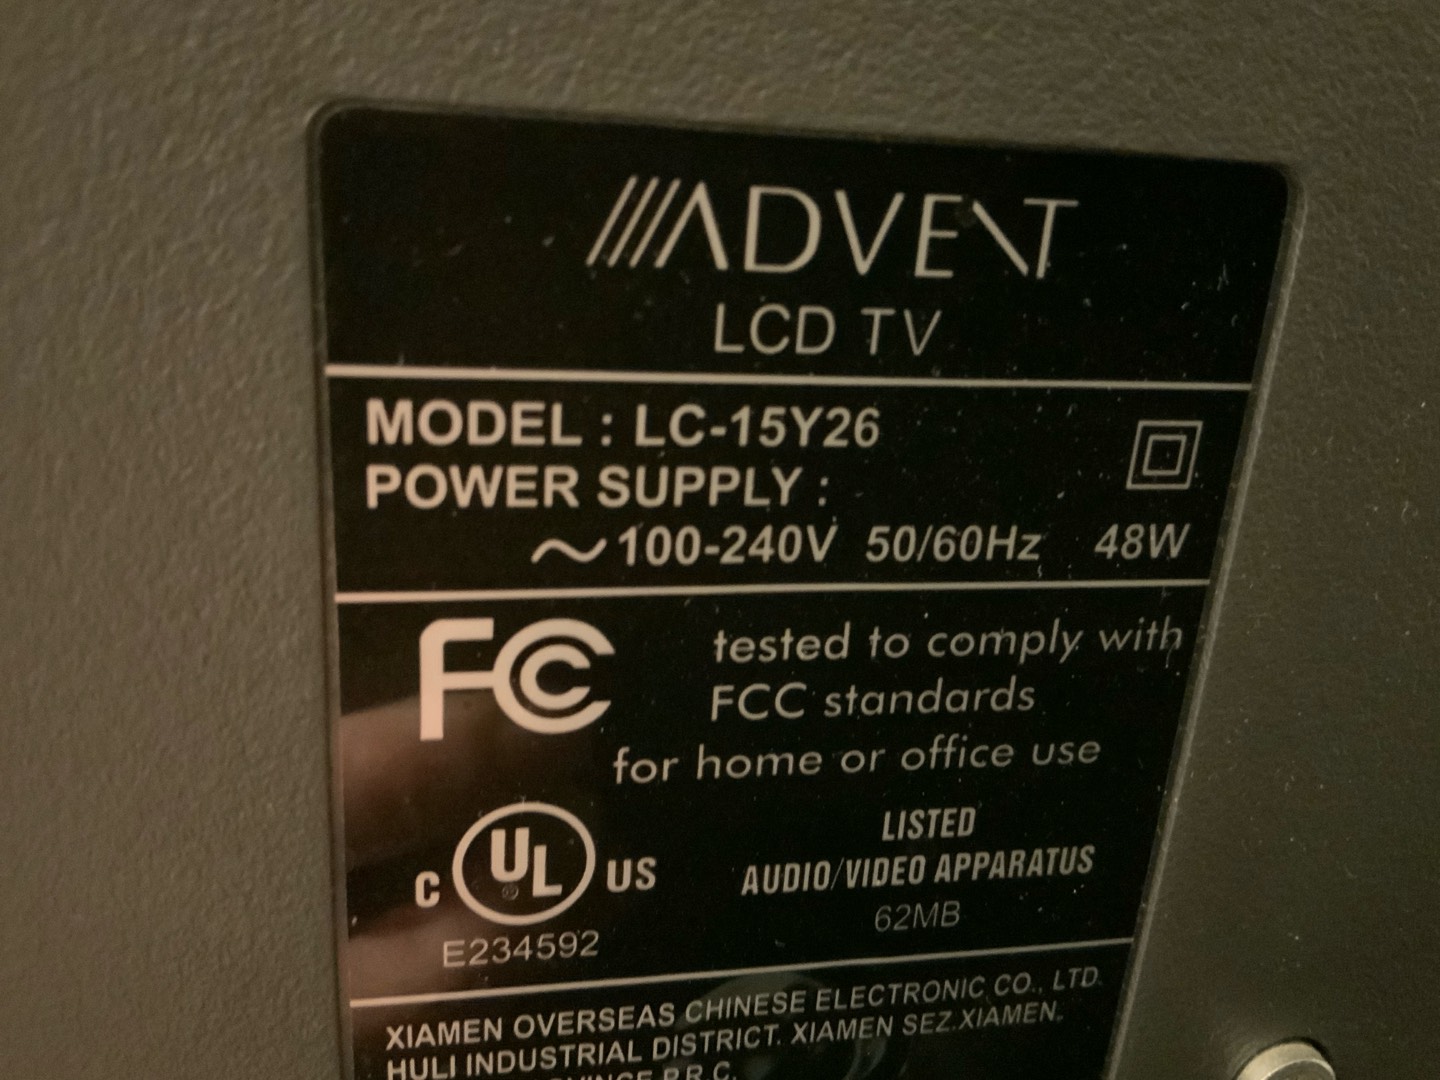 ADVENT
LCD TV
MODEL : LC-15Y26
POWER SUPPLY :
~100-240V 50/60Hz 48W
FCC
tested to comply with
FCC standards
for home or office use
C UL US
LISTED
AUDIO/VIDEO APPARATUS
62MB
E234592
XIAMEN OVERSEAS CHINESE ELECTRONIC CO., LTD.
HULI INDUSTRIAL DISTRICT. XIAMEN SEZ.XIAMEN,
P.R.C.